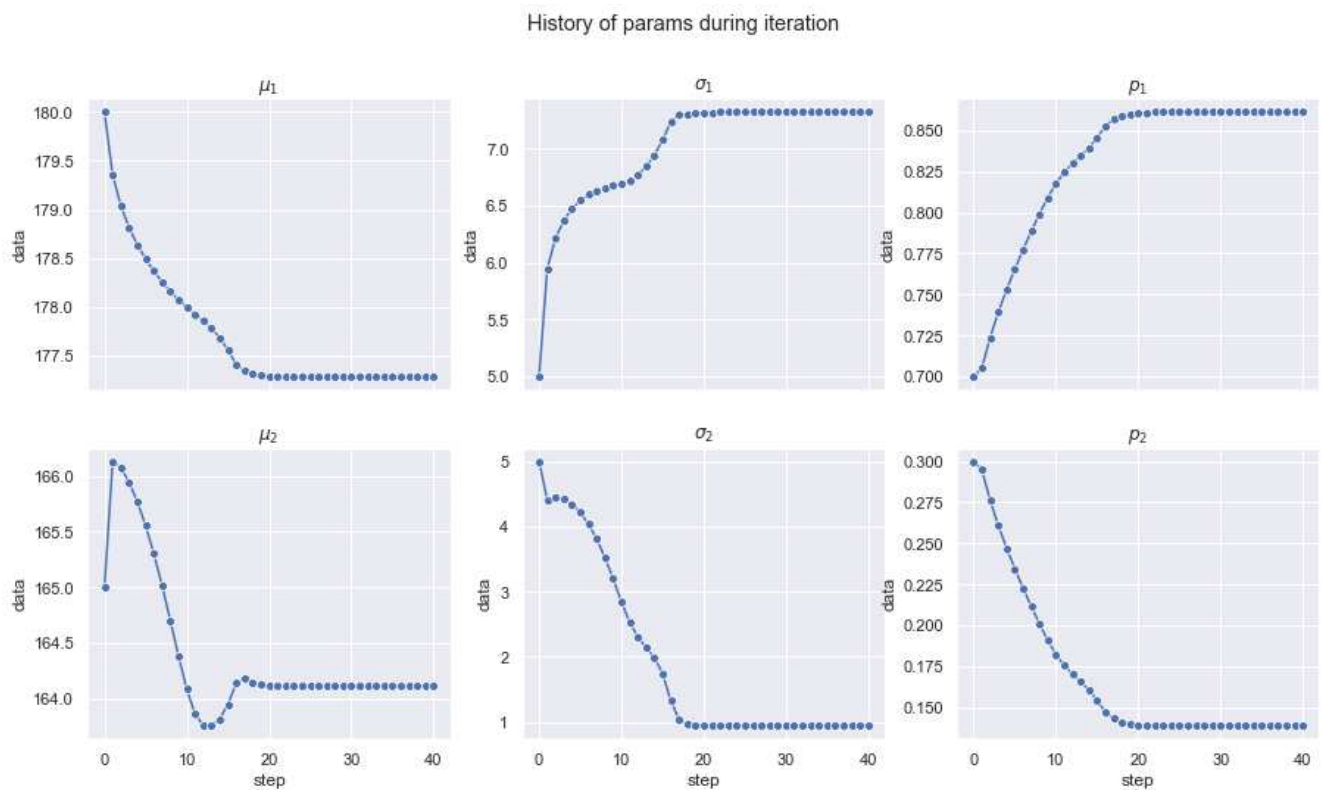 History of params during iteration
μ1
σ1
p1
180.0
179.5
179.0
178.5
178.0
177.5
data
7.0
6.5
6.0
5.5
5.0
data
0.850
0.825
0.800
0.775
0.750
0.725
0.700
data
μ2
σ2
p2
166.0
165.5
165.0
164.5
164.0
data
5
4
3
2
1
data
0.300
0.275
0.250
0.225
0.200
0.175
0.150
data
0 10 20 30 40
step
0 10 20 30 40
step
0 10 20 30 40
step